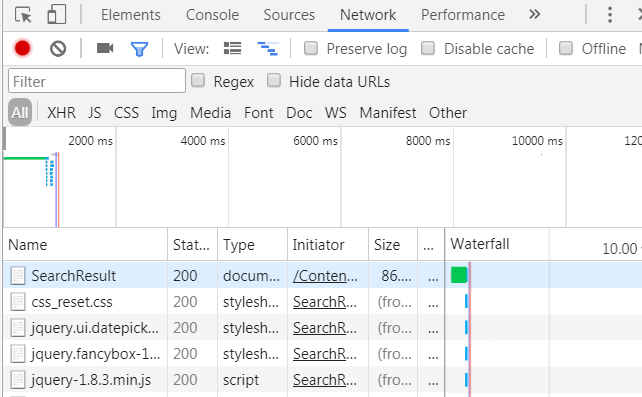 Elements Console Sources Network Performance
View: Preserve log Disable cache Offline
Filter Regex Hide data URLs
All XHR JS CSS Img Media Font Doc WS Manifest Other
2000 ms 4000 ms 6000 ms 8000 ms 10000 ms 120
Name Stat... Type Initiator Size ... Waterfall 10.00
SearchResult 200 docum... /Conten... 86.... ...
css_reset.css 200 stylesh... SearchR... (fro... ...
jquery.ui.datepick... 200 stylesh... SearchR... (fro... ...
jquery.fancybox-1... 200 stylesh... SearchR... (fro... ...
jquery-1.8.3.min.js 200 script SearchR... (fro... ...